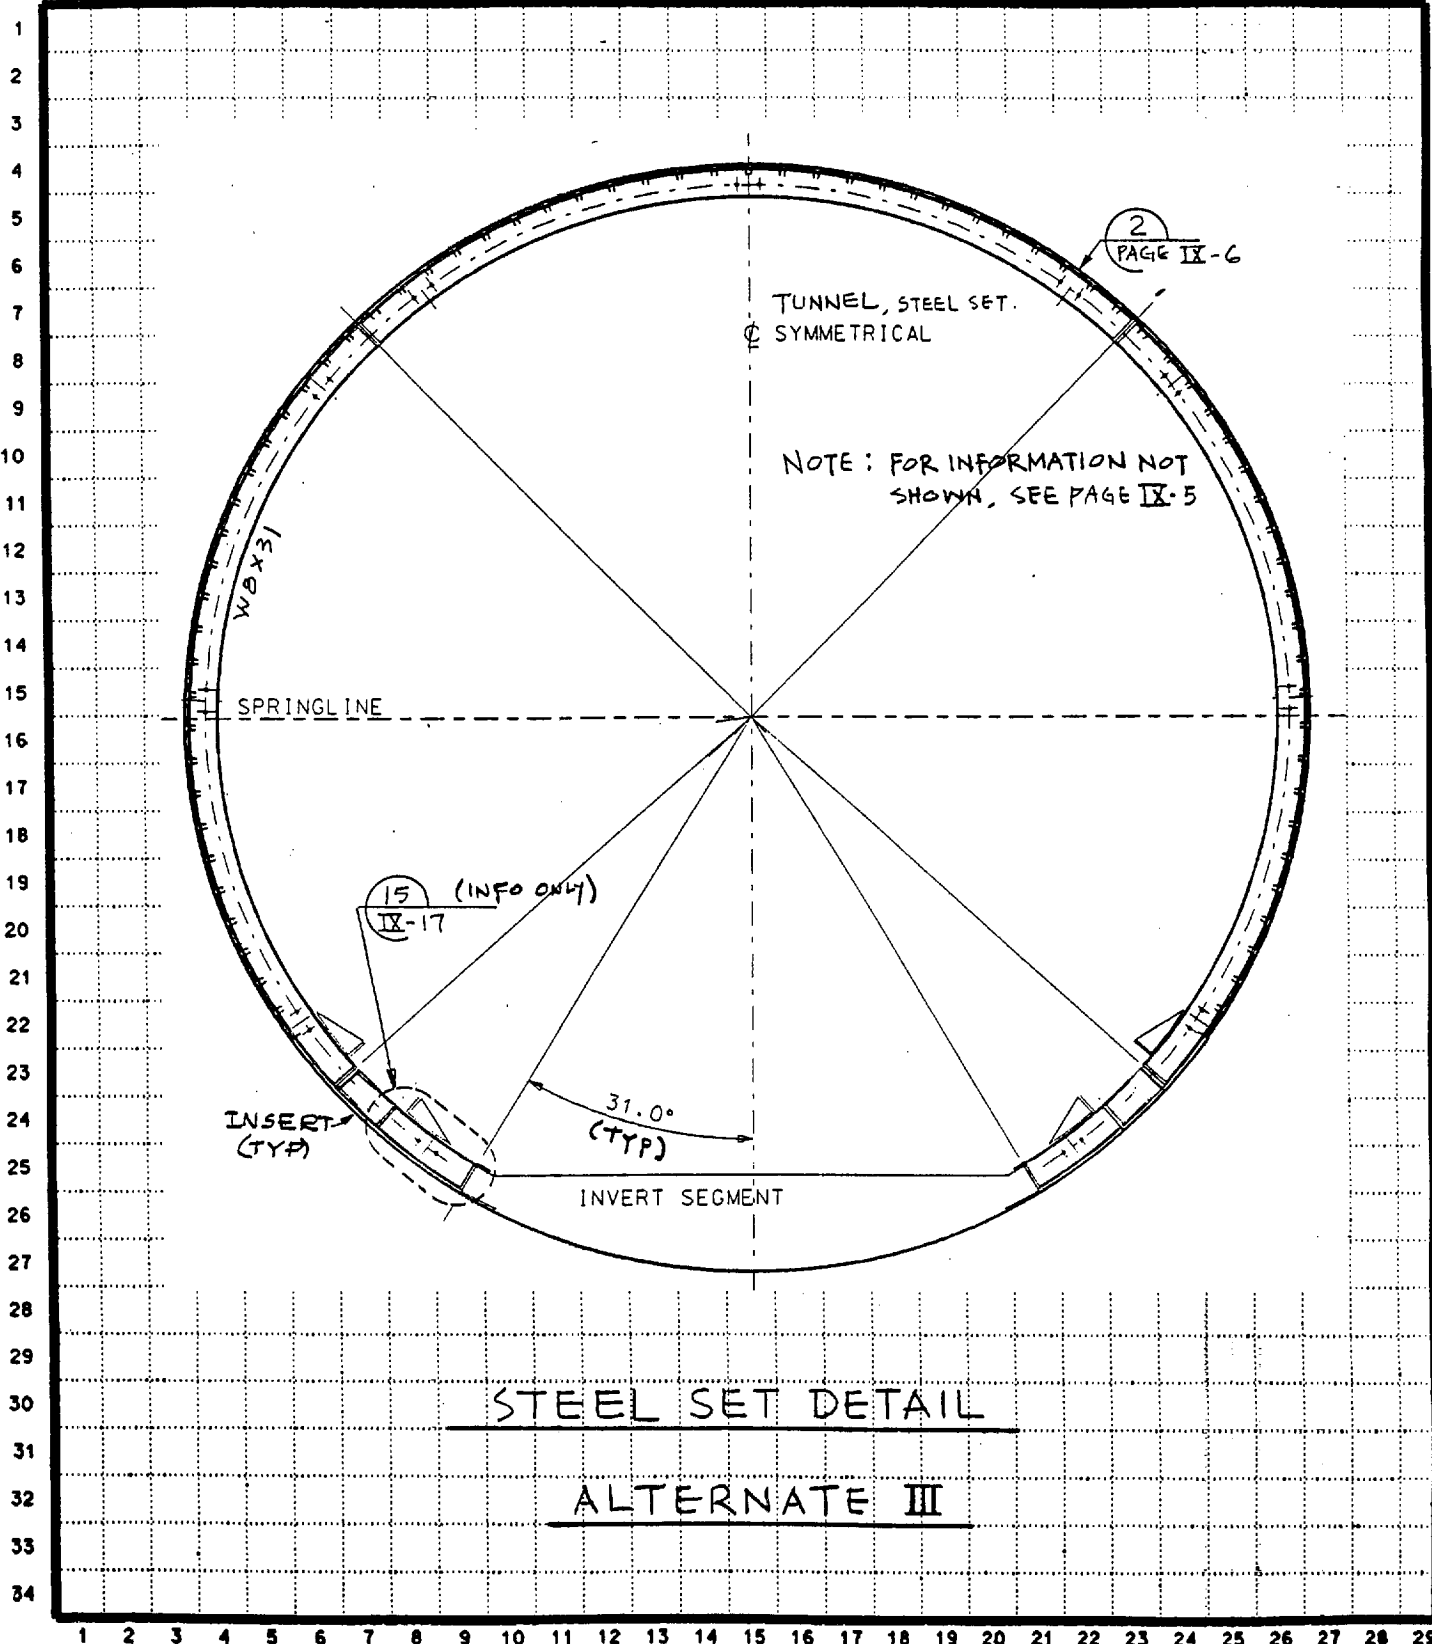 1
2
3
4
5
6
7
8
9
10
11
12
13
14
15
16
17
18
19
20
21
22
23
24
25
26
27
28
29
30
31
32
33
34
2
PAGE IX-6
TUNNEL, STEEL SET.
℄ SYMMETRICAL
NOTE: FOR INFORMATION NOT
SHOWN, SEE PAGE IX-5
W8X31
SPRINGLINE
15 (INFO ONLY)
IX-17
INSERT
(TYP)
31.0°
(TYP)
INVERT SEGMENT
STEEL SET DETAIL
ALTERNATE III
1 2 3 4 5 6 7 8 9 10 11 12 13 14 15 16 17 18 19 20 21 22 23 24 25 26 27 28 29